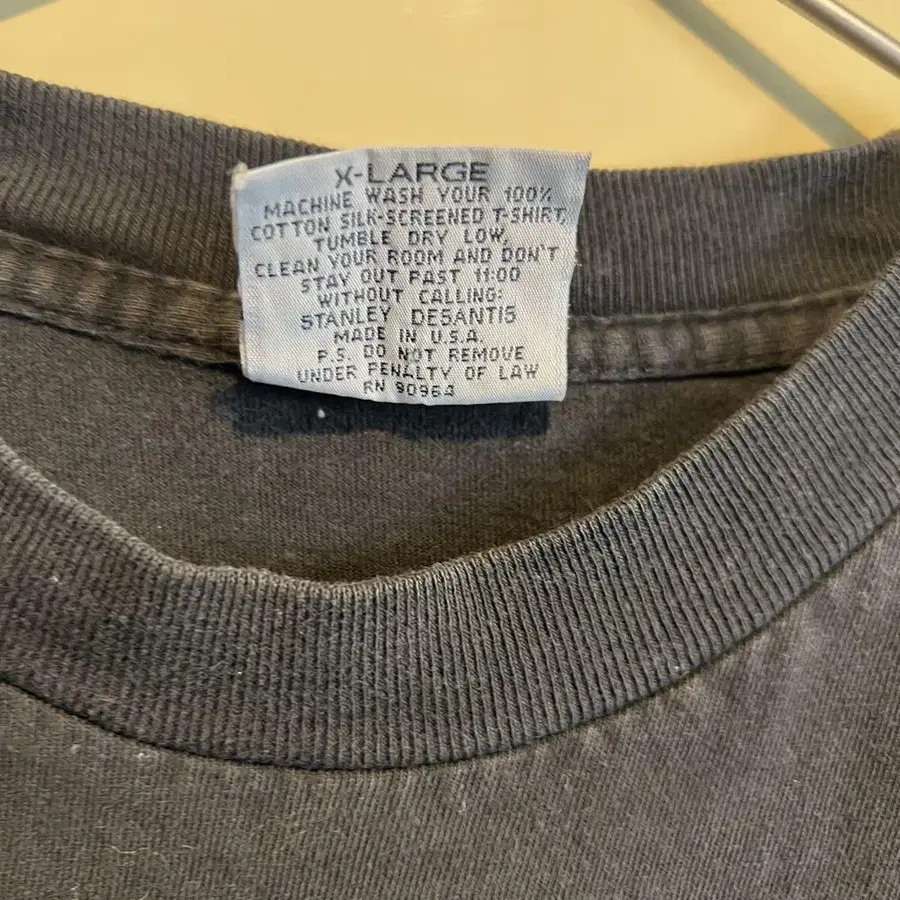 X-LARGE
MACHINE WASH YOUR 100%
COTTON SILK-SCREENED T-SHIRT,
TUMBLE DRY LOW,
CLEAN YOUR ROOM AND DON'T
STAY OUT PAST 11:00
WITHOUT CALLING:
STANLEY DESANTIS
MADE IN U.S.A.
P.S. DO NOT REMOVE
UNDER PENALTY OF LAW
RN 90964